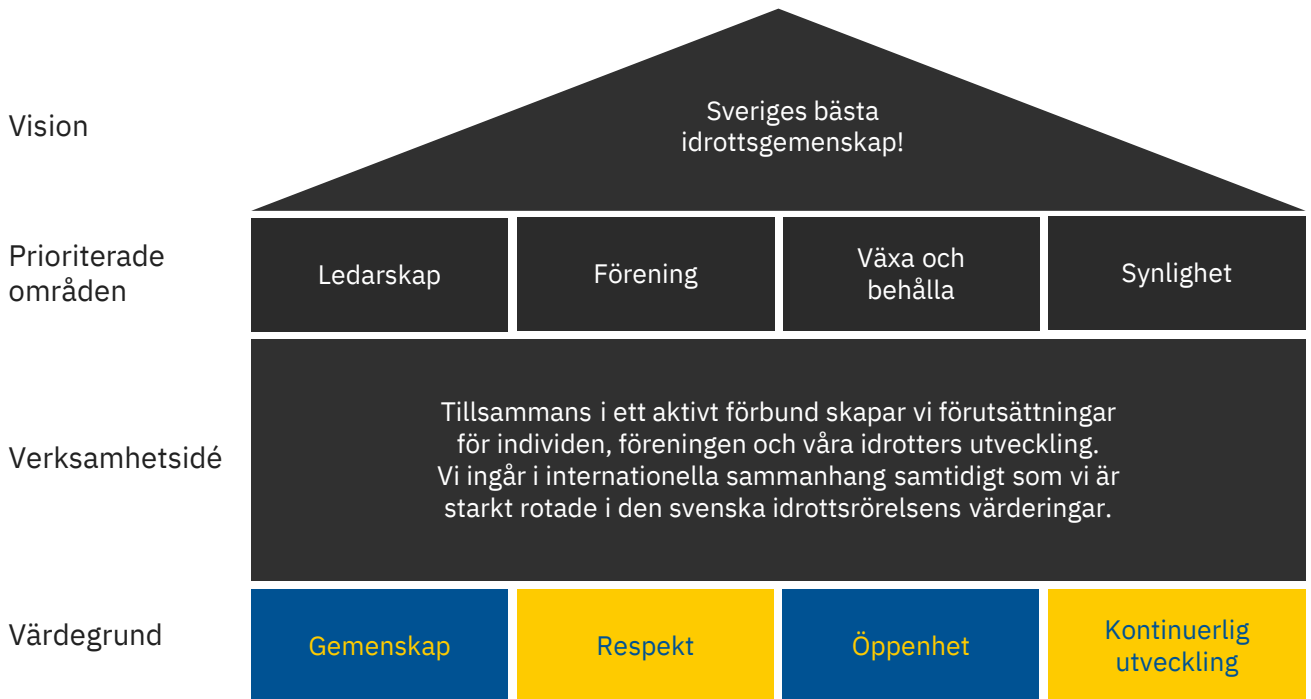 Vision
Sveriges bästa
idrottsgemenskap!
Prioriterade
områden
Ledarskap
Förening
Växa och
behålla
Synlighet
Verksamhetsidé
Tillsammans i ett aktivt förbund skapar vi förutsättningar
för individen, föreningen och våra idrotters utveckling.
Vi ingår i internationella sammanhang samtidigt som vi är
starkt rotade i den svenska idrottsrörelsens värderingar.
Värdegrund
Gemenskap
Respekt
Öppenhet
Kontinuerlig
utveckling